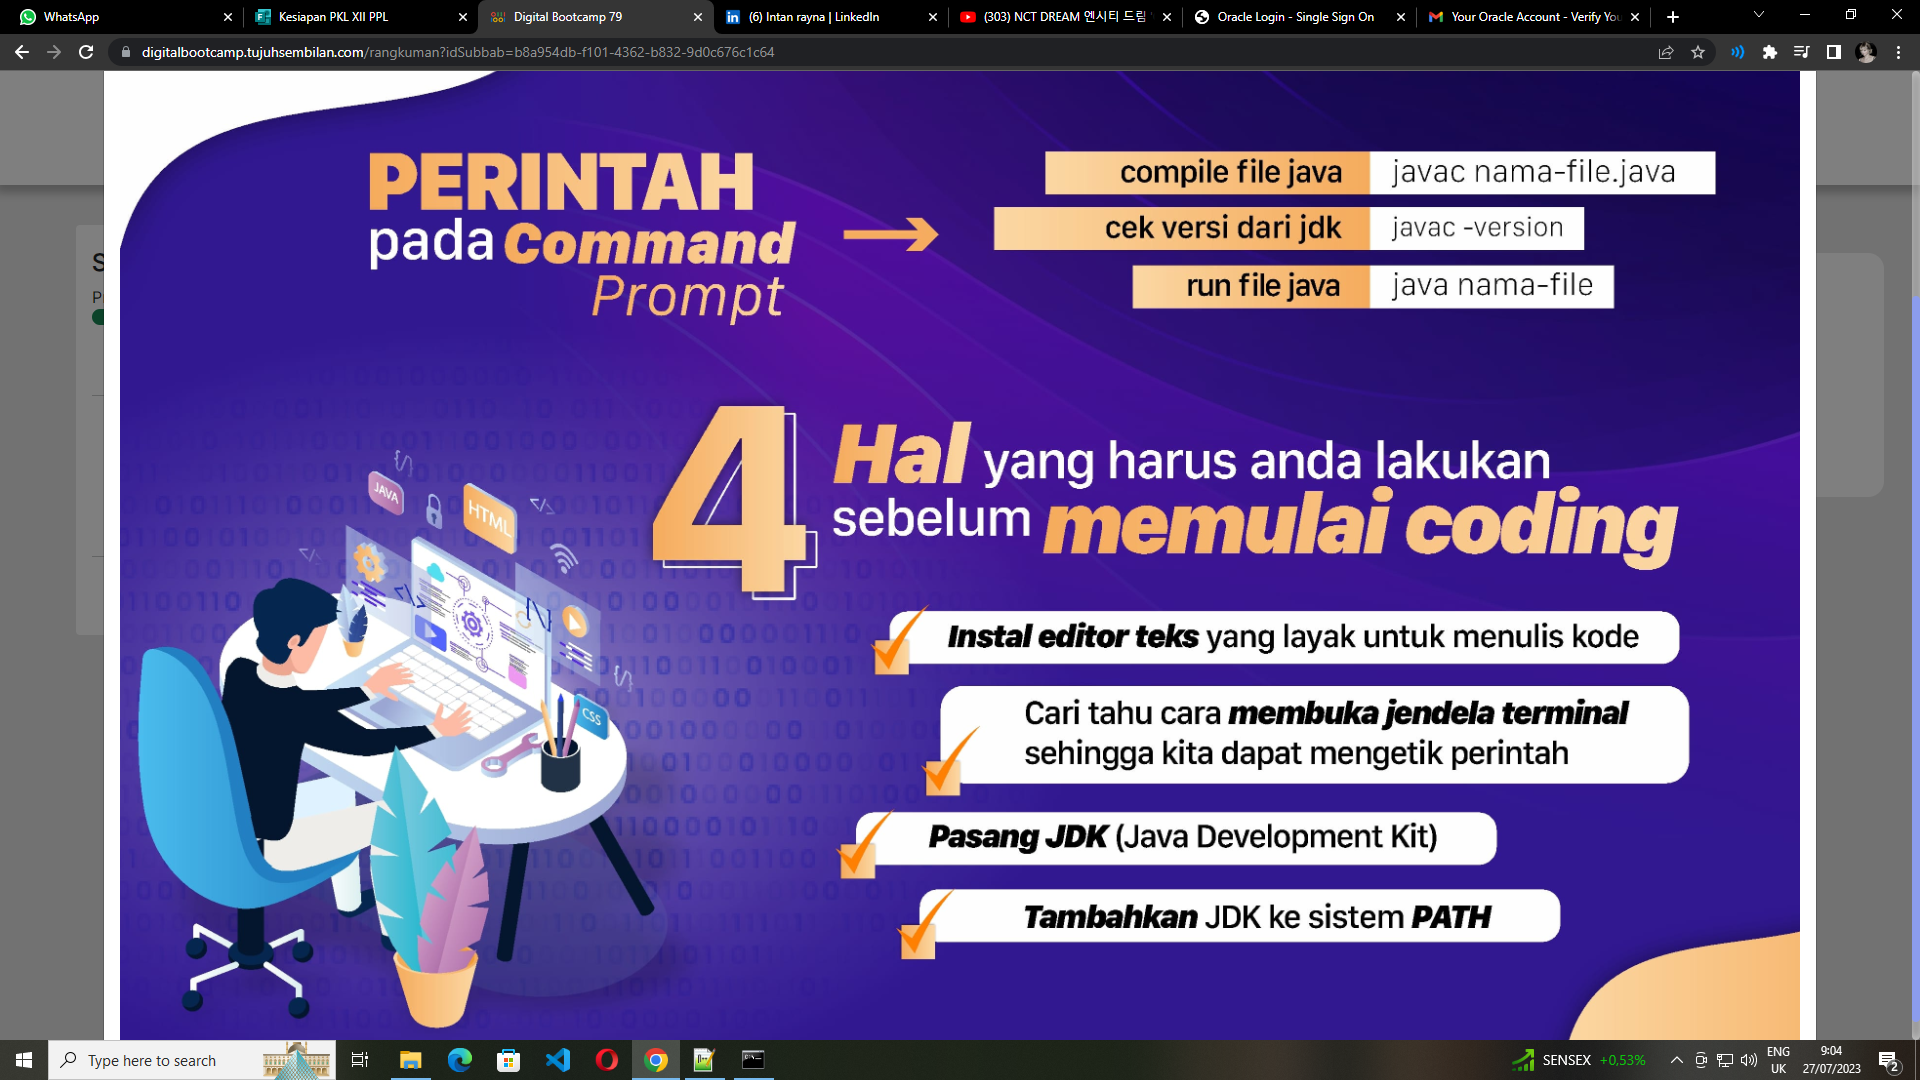 WhatsApp
Kesiapan PKL XII PPL
Digital Bootcamp 79
(6) Intan rayna | LinkedIn
(303) NCT DREAM 엔시티 드림
Oracle Login - Single Sign On
Your Oracle Account - Verify You
digitalbootcamp.tujuhsembilan.com/rangkuman?idSubbab=b8a954db-f101-4362-b832-9d0c676c1c64
PERINTAH
pada Command
Prompt
compile file java javac nama-file.java
cek versi dari jdk javac -version
run file java java nama-file
4 Hal yang harus anda lakukan
sebelum memulai coding
JAVA
HTML
CSS
Instal editor teks yang layak untuk menulis kode
Cari tahu cara membuka jendela terminal
sehingga kita dapat mengetik perintah
Pasang JDK (Java Development Kit)
Tambahkan JDK ke sistem PATH
Type here to search
SENSEX +0,53%
ENG
UK
9:04
27/07/2023
2